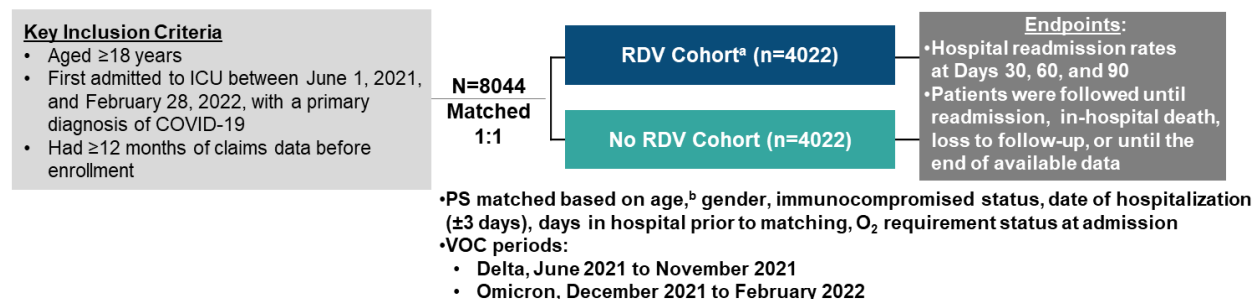 Key Inclusion Criteria
• Aged ≥18 years
• First admitted to ICU between June 1, 2021,
and February 28, 2022, with a primary
diagnosis of COVID-19
• Had ≥12 months of claims data before
enrollment
N=8044
Matched
1:1
RDV Cohortᵃ (n=4022)
No RDV Cohort (n=4022)
Endpoints:
•Hospital readmission rates
at Days 30, 60, and 90
•Patients were followed until
readmission, in-hospital death,
loss to follow-up, or until the
end of available data
•PS matched based on age,ᵇ gender, immunocompromised status, date of hospitalization
(±3 days), days in hospital prior to matching, O₂ requirement status at admission
•VOC periods:
• Delta, June 2021 to November 2021
• Omicron, December 2021 to February 2022